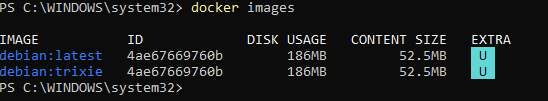 PS C:\WINDOWS\system32> docker images
IMAGE ID DISK USAGE CONTENT SIZE EXTRA
debian:latest 4ae67669760b 186MB 52.5MB U
debian:trixie 4ae67669760b 186MB 52.5MB U
PS C:\WINDOWS\system32>